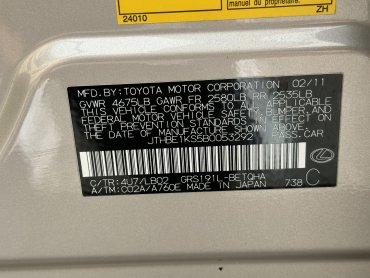 manuel du propriétaire.
24010
ZH
MFD. BY: TOYOTA MOTOR CORPORATION 02/11
GVWR 4675LB GAWR FR 2580LB RR 2535LB
THIS VEHICLE CONFORMS TO ALL APPLICABLE
FEDERAL MOTOR VEHICLE SAFETY, BUMPER, AND
THEFT PREVENTION STANDARDS IN EFFECT ON
THE DATE OF MANUFACTURE SHOWN ABOVE.
JTHBE1KS5B0053292 PASS. CAR
C/TR: 4U7/LB02 GRS191L-BETQHA
A/TM: C02A/A760E MADE IN JAPAN 738 C